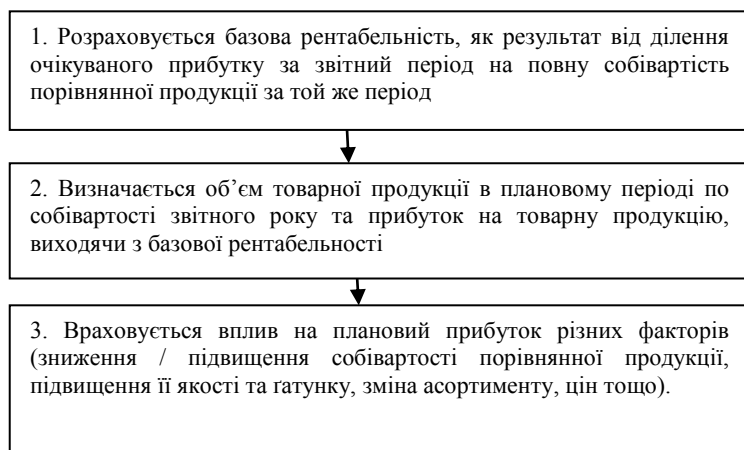 1. Розраховується базова рентабельність, як результат від ділення
очікуваного прибутку за звітний період на повну собівартість
порівнянної продукції за той же період
2. Визначається об’єм товарної продукції в плановому періоді по
собівартості звітного року та прибуток на товарну продукцію,
виходячи з базової рентабельності
3. Враховується вплив на плановий прибуток різних факторів
(зниження / підвищення собівартості порівнянної продукції,
підвищення її якості та ґатунку, зміна асортименту, цін тощо).